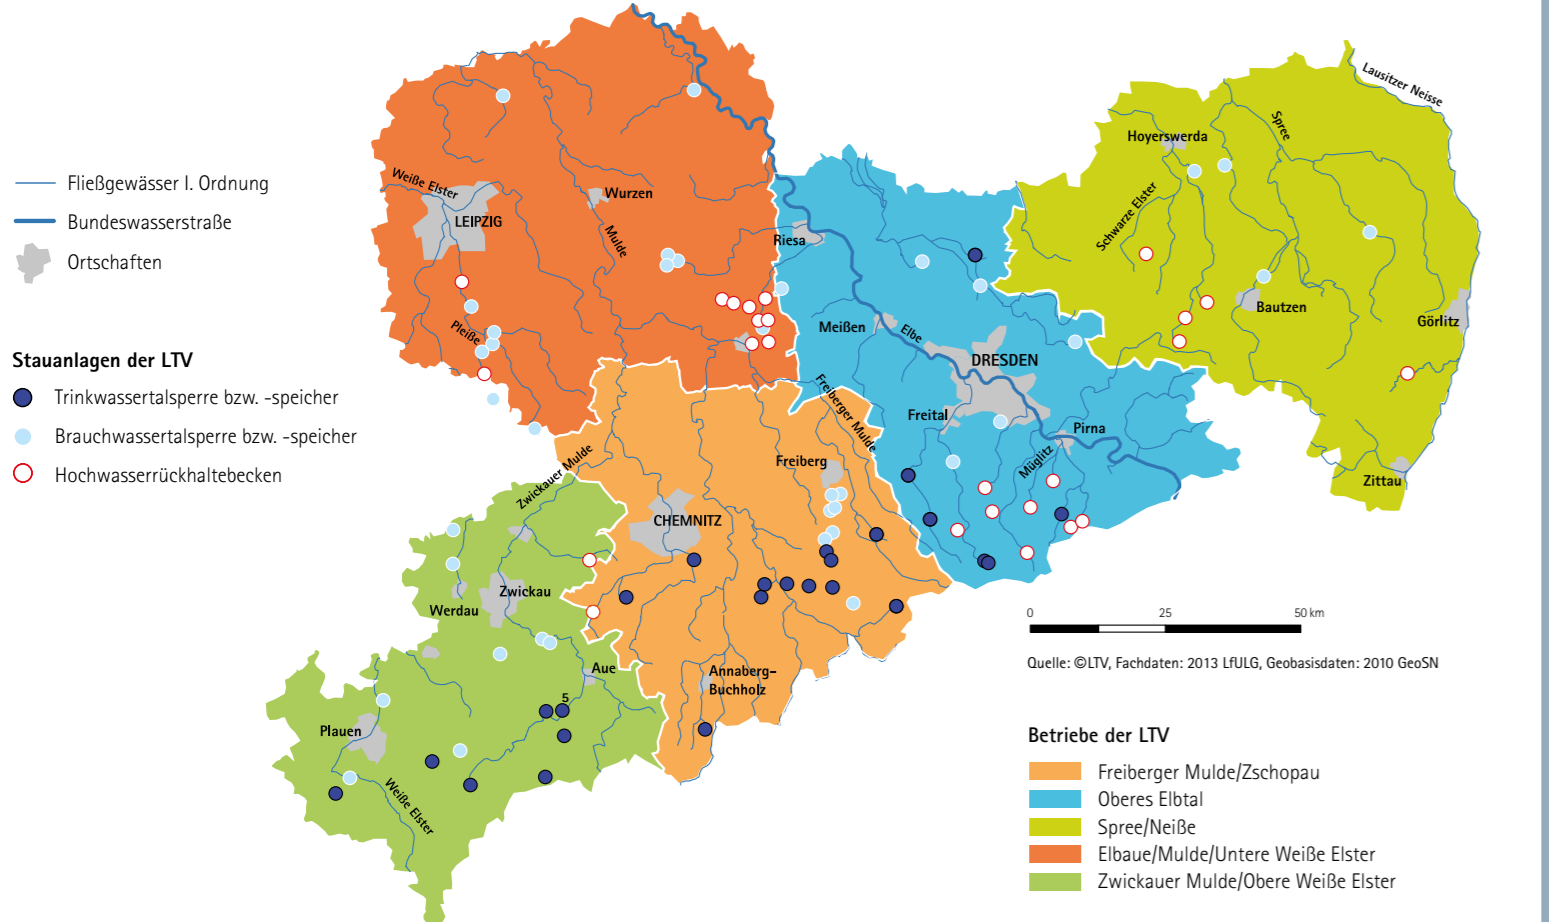 Fließgewässer I. Ordnung
Bundeswasserstraße
Ortschaften
Stauanlagen der LTV
Trinkwassertalsperre bzw. -speicher
Brauchwassertalsperre bzw. -speicher
Hochwasserrückhaltebecken
Weiße Elster
LEIPZIG
Wurzen
Mulde
Pleiße
Riesa
Meißen
Elbe
DRESDEN
Freital
Pirna
Müglitz
Freiberger Mulde
Lausitzer Neisse
Hoyerswerda
Spree
Schwarze Elster
Bautzen
Görlitz
Zittau
Freiberg
Zwickauer Mulde
CHEMNITZ
Zwickau
Werdau
Aue
Annaberg-
Buchholz
5
Plauen
Weiße Elster
0 25 50 km
Quelle: ©LTV, Fachdaten: 2013 LfULG, Geobasisdaten: 2010 GeoSN
Betriebe der LTV
Freiberger Mulde/Zschopau
Oberes Elbtal
Spree/Neiße
Elbaue/Mulde/Untere Weiße Elster
Zwickauer Mulde/Obere Weiße Elster